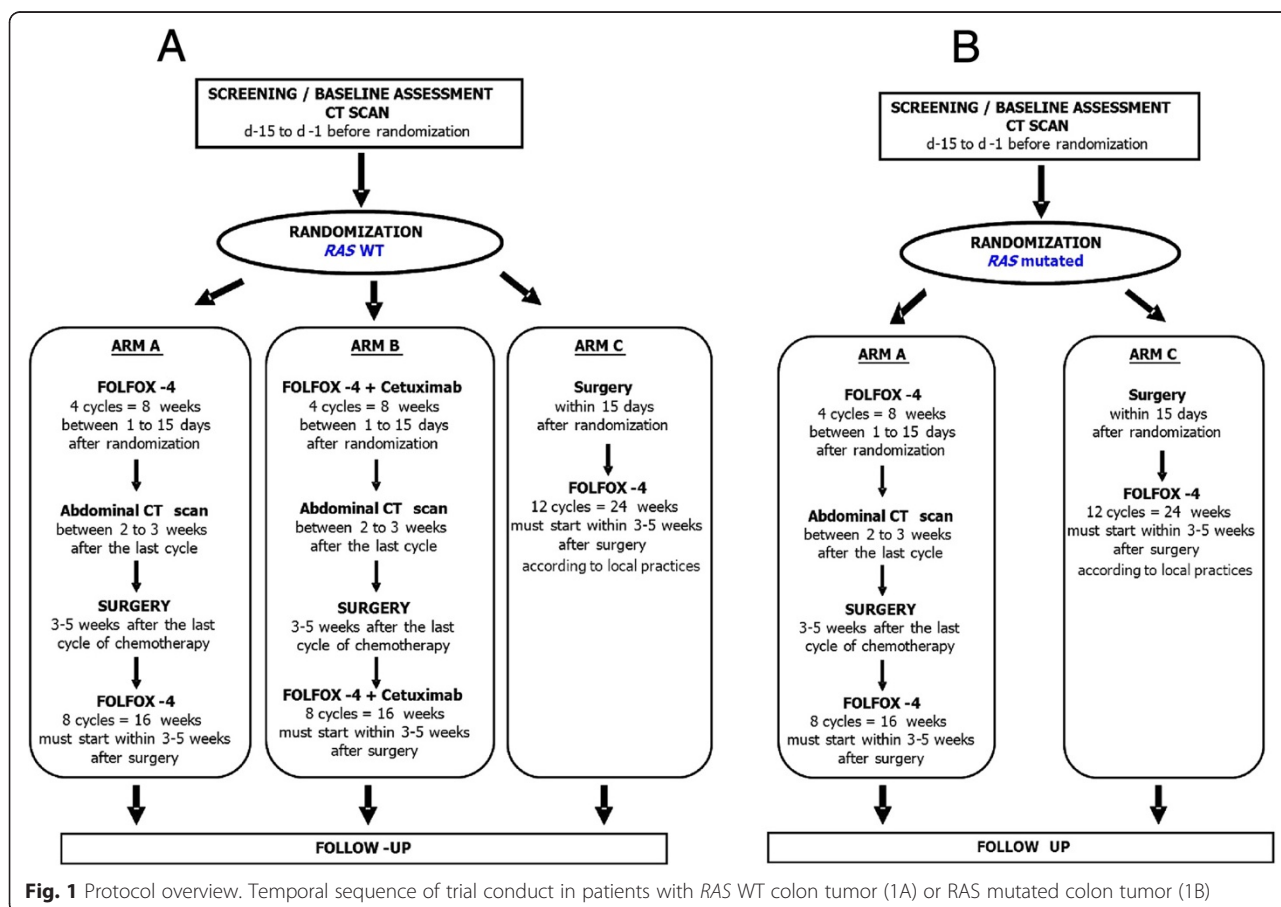 A
SCREENING / BASELINE ASSESSMENT
CT SCAN
d-15 to d -1 before randomization
RANDOMIZATION
RAS WT
ARM A
FOLFOX -4
4 cycles = 8 weeks
between 1 to 15 days
after randomization
Abdominal CT scan
between 2 to 3 weeks
after the last cycle
SURGERY
3-5 weeks after the last
cycle of chemotherapy
FOLFOX -4
8 cycles = 16 weeks
must start within 3-5 weeks
after surgery
ARM B
FOLFOX -4 + Cetuximab
4 cycles = 8 weeks
between 1 to 15 days
after randomization
Abdominal CT scan
between 2 to 3 weeks
after the last cycle
SURGERY
3-5 weeks after the last
cycle of chemotherapy
FOLFOX -4 + Cetuximab
8 cycles = 16 weeks
must start within 3-5 weeks
after surgery
ARM C
Surgery
within 15 days
after randomization
FOLFOX -4
12 cycles = 24 weeks
must start within 3-5 weeks
after surgery
according to local practices
FOLLOW -UP
B
SCREENING / BASELINE ASSESSMENT
CT SCAN
d-15 to d -1 before randomization
RANDOMIZATION
RAS mutated
ARM A
FOLFOX -4
4 cycles = 8 weeks
between 1 to 15 days
after randomization
Abdominal CT scan
between 2 to 3 weeks
after the last cycle
SURGERY
3-5 weeks after the last
cycle of chemotherapy
FOLFOX -4
8 cycles = 16 weeks
must start within 3-5 weeks
after surgery
ARM C
Surgery
within 15 days
after randomization
FOLFOX -4
12 cycles = 24 weeks
must start within 3-5 weeks
after surgery
according to local practices
FOLLOW UP
Fig. 1 Protocol overview. Temporal sequence of trial conduct in patients with RAS WT colon tumor (1A) or RAS mutated colon tumor (1B)